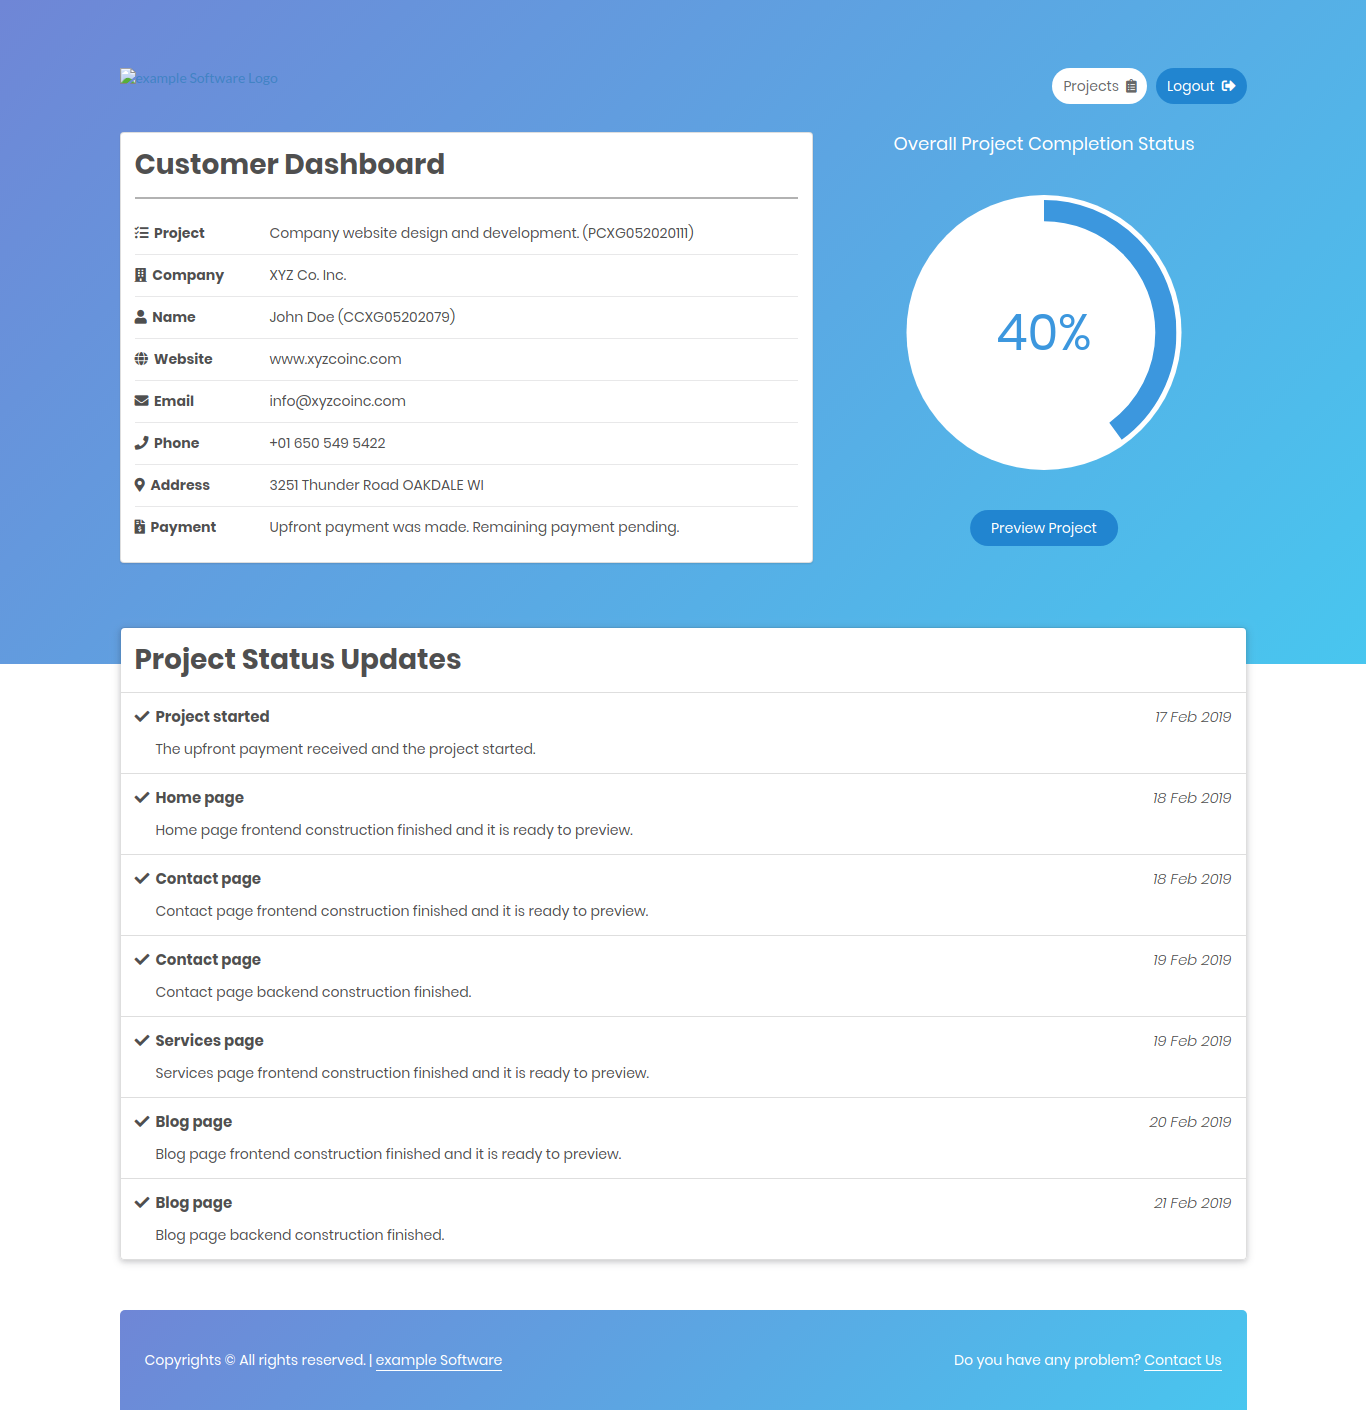 example Software Logo
Projects
Logout
Customer Dashboard
Project Company website design and development. (PCXG052020111)
Company XYZ Co. Inc.
Name John Doe (CCXG05202079)
Website www.xyzcoinc.com
Email info@xyzcoinc.com
Phone +01 650 549 5422
Address 3251 Thunder Road OAKDALE WI
Payment Upfront payment was made. Remaining payment pending.
Overall Project Completion Status
40%
Preview Project
Project Status Updates
Project started 17 Feb 2019
The upfront payment received and the project started.
Home page 18 Feb 2019
Home page frontend construction finished and it is ready to preview.
Contact page 18 Feb 2019
Contact page frontend construction finished and it is ready to preview.
Contact page 19 Feb 2019
Contact page backend construction finished.
Services page 19 Feb 2019
Services page frontend construction finished and it is ready to preview.
Blog page 20 Feb 2019
Blog page frontend construction finished and it is ready to preview.
Blog page 21 Feb 2019
Blog page backend construction finished.
Copyrights © All rights reserved. | example Software
Do you have any problem? Contact Us